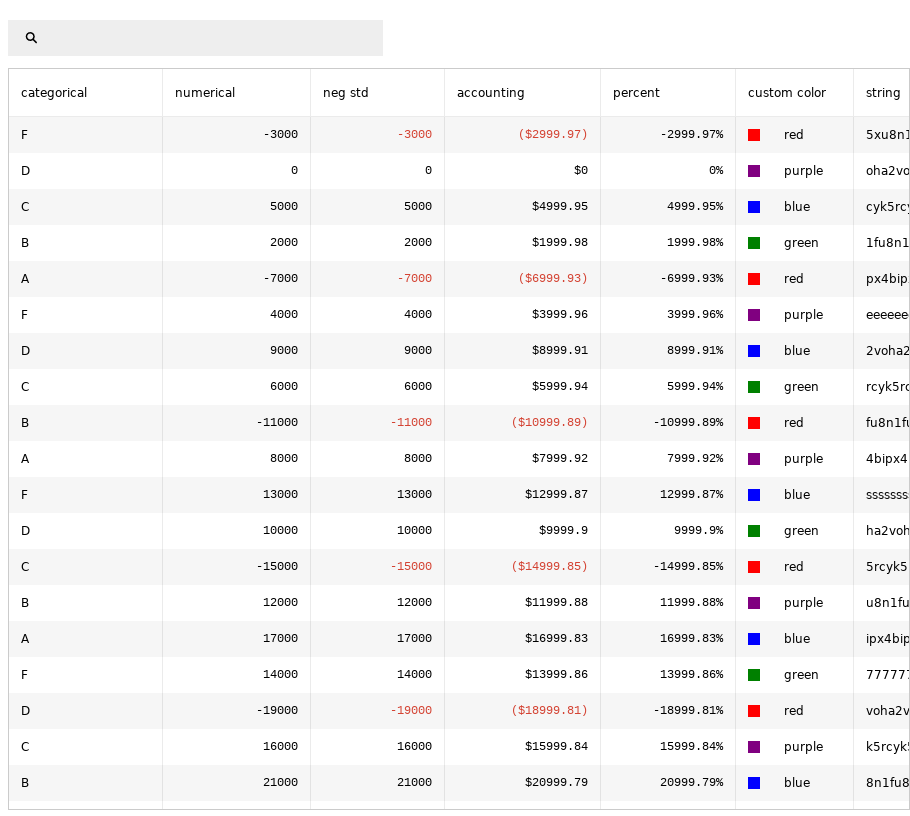 categorical numerical neg std accounting percent custom color string
F -3000 -3000 ($2999.97) -2999.97% red 5xu8n1
D 0 0 $0 0% purple oha2vo
C 5000 5000 $4999.95 4999.95% blue cyk5rcy
B 2000 2000 $1999.98 1999.98% green 1fu8n1
A -7000 -7000 ($6999.93) -6999.93% red px4bip
F 4000 4000 $3999.96 3999.96% purple eeeeee
D 9000 9000 $8999.91 8999.91% blue 2voha2
C 6000 6000 $5999.94 5999.94% green rcyk5rc
B -11000 -11000 ($10999.89) -10999.89% red fu8n1fu
A 8000 8000 $7999.92 7999.92% purple 4bipx4
F 13000 13000 $12999.87 12999.87% blue ssssssss
D 10000 10000 $9999.9 9999.9% green ha2voh
C -15000 -15000 ($14999.85) -14999.85% red 5rcyk5
B 12000 12000 $11999.88 11999.88% purple u8n1fu
A 17000 17000 $16999.83 16999.83% blue ipx4bip
F 14000 14000 $13999.86 13999.86% green 777777
D -19000 -19000 ($18999.81) -18999.81% red voha2v
C 16000 16000 $15999.84 15999.84% purple k5rcyk5
B 21000 21000 $20999.79 20999.79% blue 8n1fu8